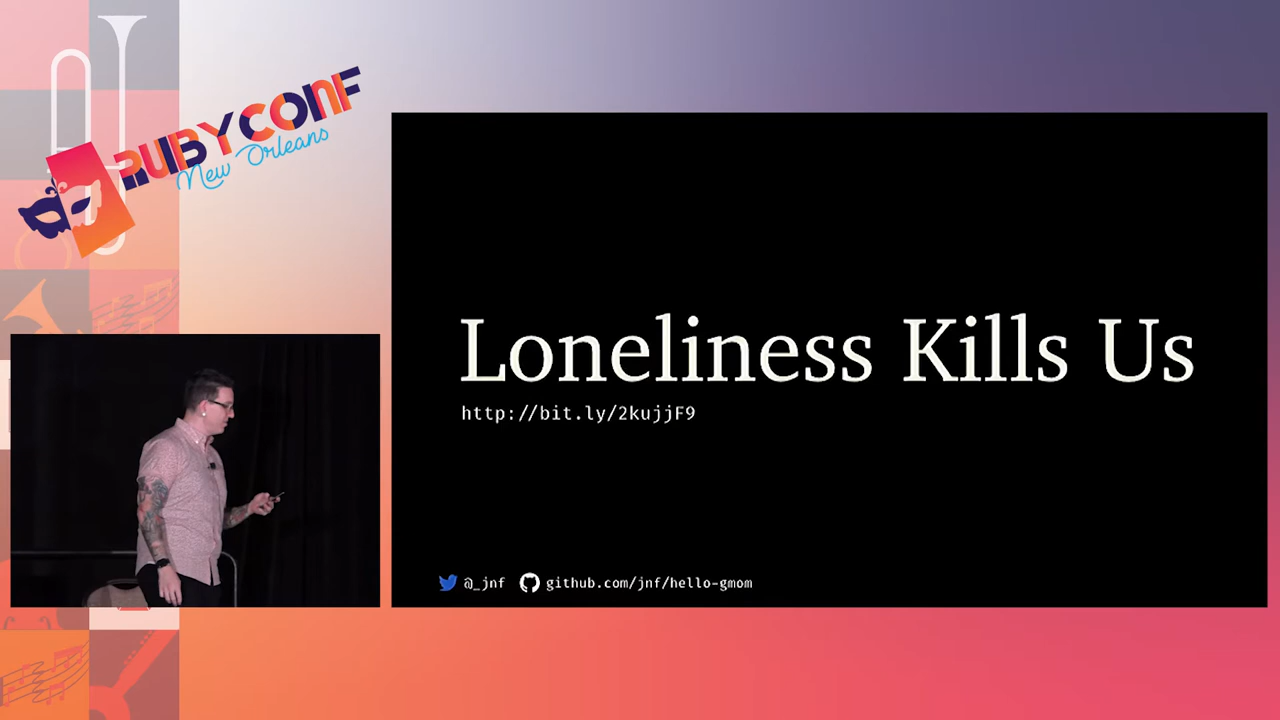 RUBYCONF
New Orleans
Loneliness Kills Us
http://bit.ly/2kujjF9
@_jnf github.com/jnf/hello-gmom